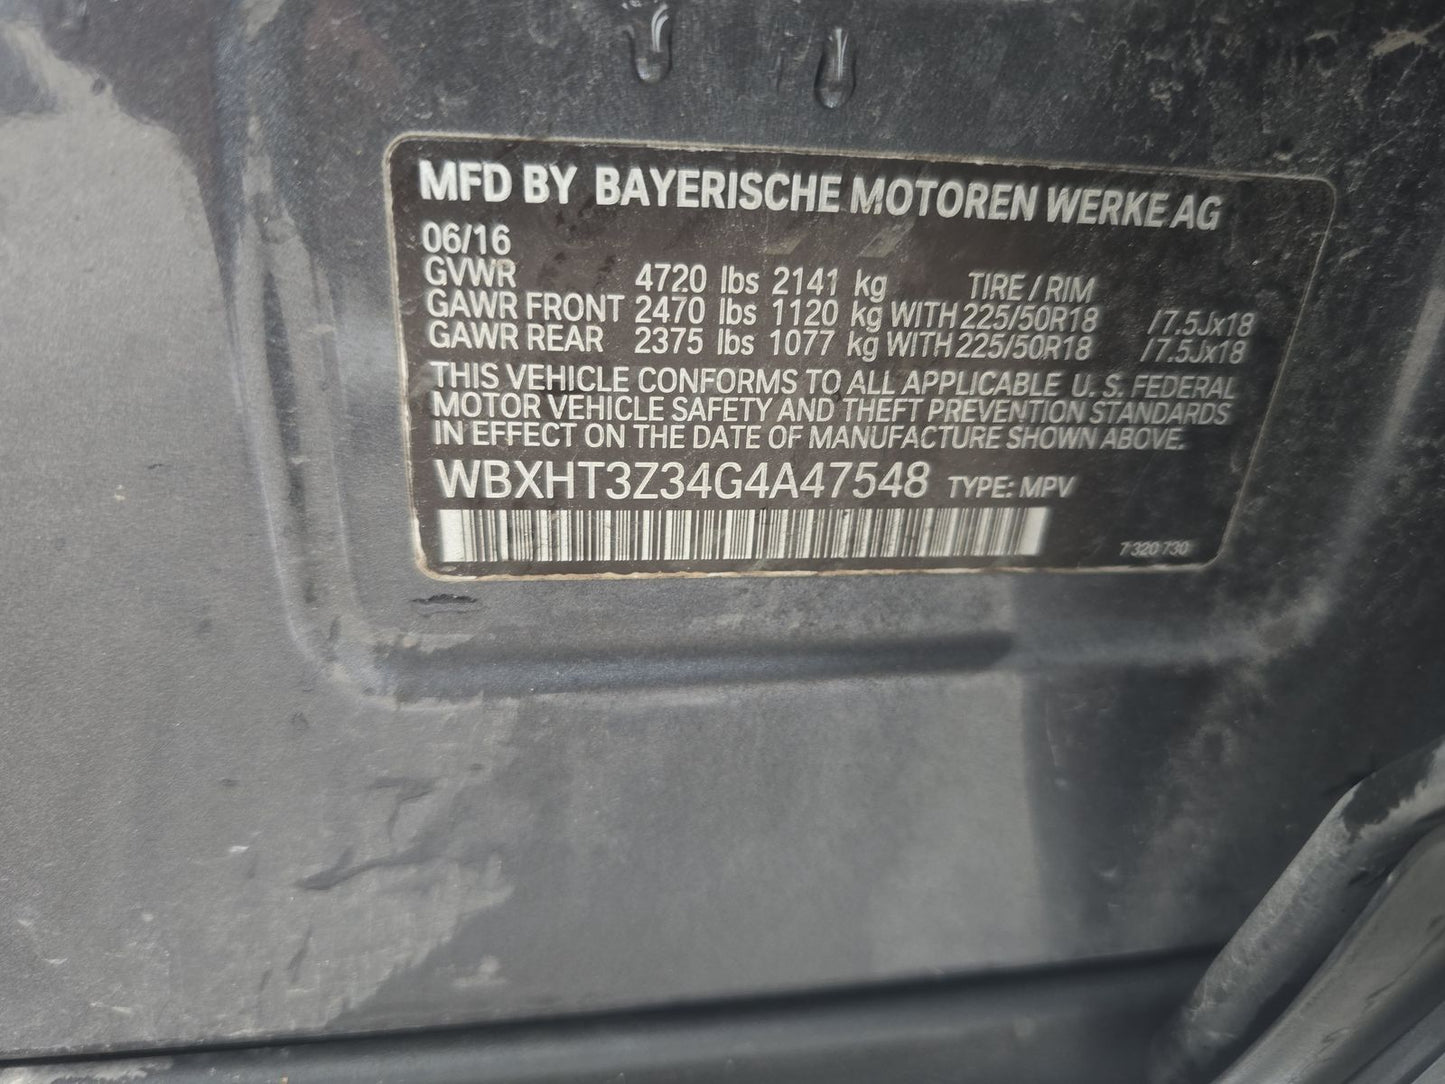 MFD BY BAYERISCHE MOTOREN WERKE AG
06/16
GVWR 4720 lbs 2141 kg TIRE / RIM
GAWR FRONT 2470 lbs 1120 kg WITH 225/50R18 /7.5Jx18
GAWR REAR 2375 lbs 1077 kg WITH 225/50R18 /7.5Jx18
THIS VEHICLE CONFORMS TO ALL APPLICABLE U. S. FEDERAL
MOTOR VEHICLE SAFETY AND THEFT PREVENTION STANDARDS
IN EFFECT ON THE DATE OF MANUFACTURE SHOWN ABOVE.
WBXHT3Z34G4A47548 TYPE: MPV
7 320 730